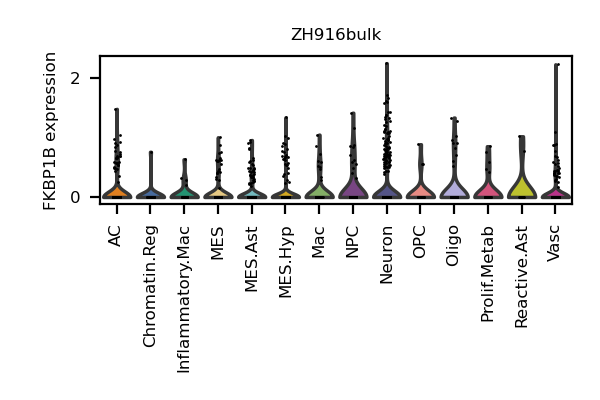 ZH916bulk
FKBP1B expression
2
0
AC
Chromatin.Reg
Inflammatory.Mac
MES
MES.Ast
MES.Hyp
Mac
NPC
Neuron
OPC
Oligo
Prolif.Metab
Reactive.Ast
Vasc